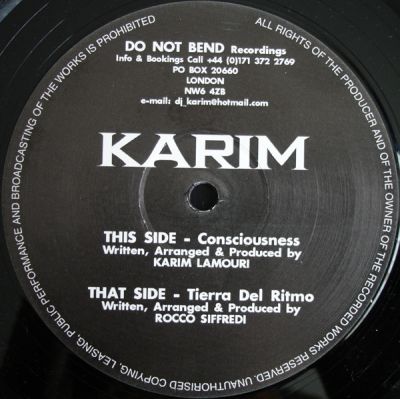 ALL RIGHTS OF THE PRODUCER AND OF THE OWNER OF THE RECORDED WORKS RESERVED. UNAUTHORISED COPYING, LEASING, PUBLIC PERFORMANCE AND BROADCASTING OF THE WORKS IS PROHIBITED
DO NOT BEND Recordings
Info & Bookings Call +44 (0)171 372 2769
PO BOX 20660
LONDON
NW6 4ZB
e-mail: dj_karim@hotmail.com
KARIM
THIS SIDE - Consciousness
Written, Arranged & Produced by
KARIM LAMOURI
THAT SIDE - Tierra Del Ritmo
Written, Arranged & Produced by
ROCCO SIFFREDI